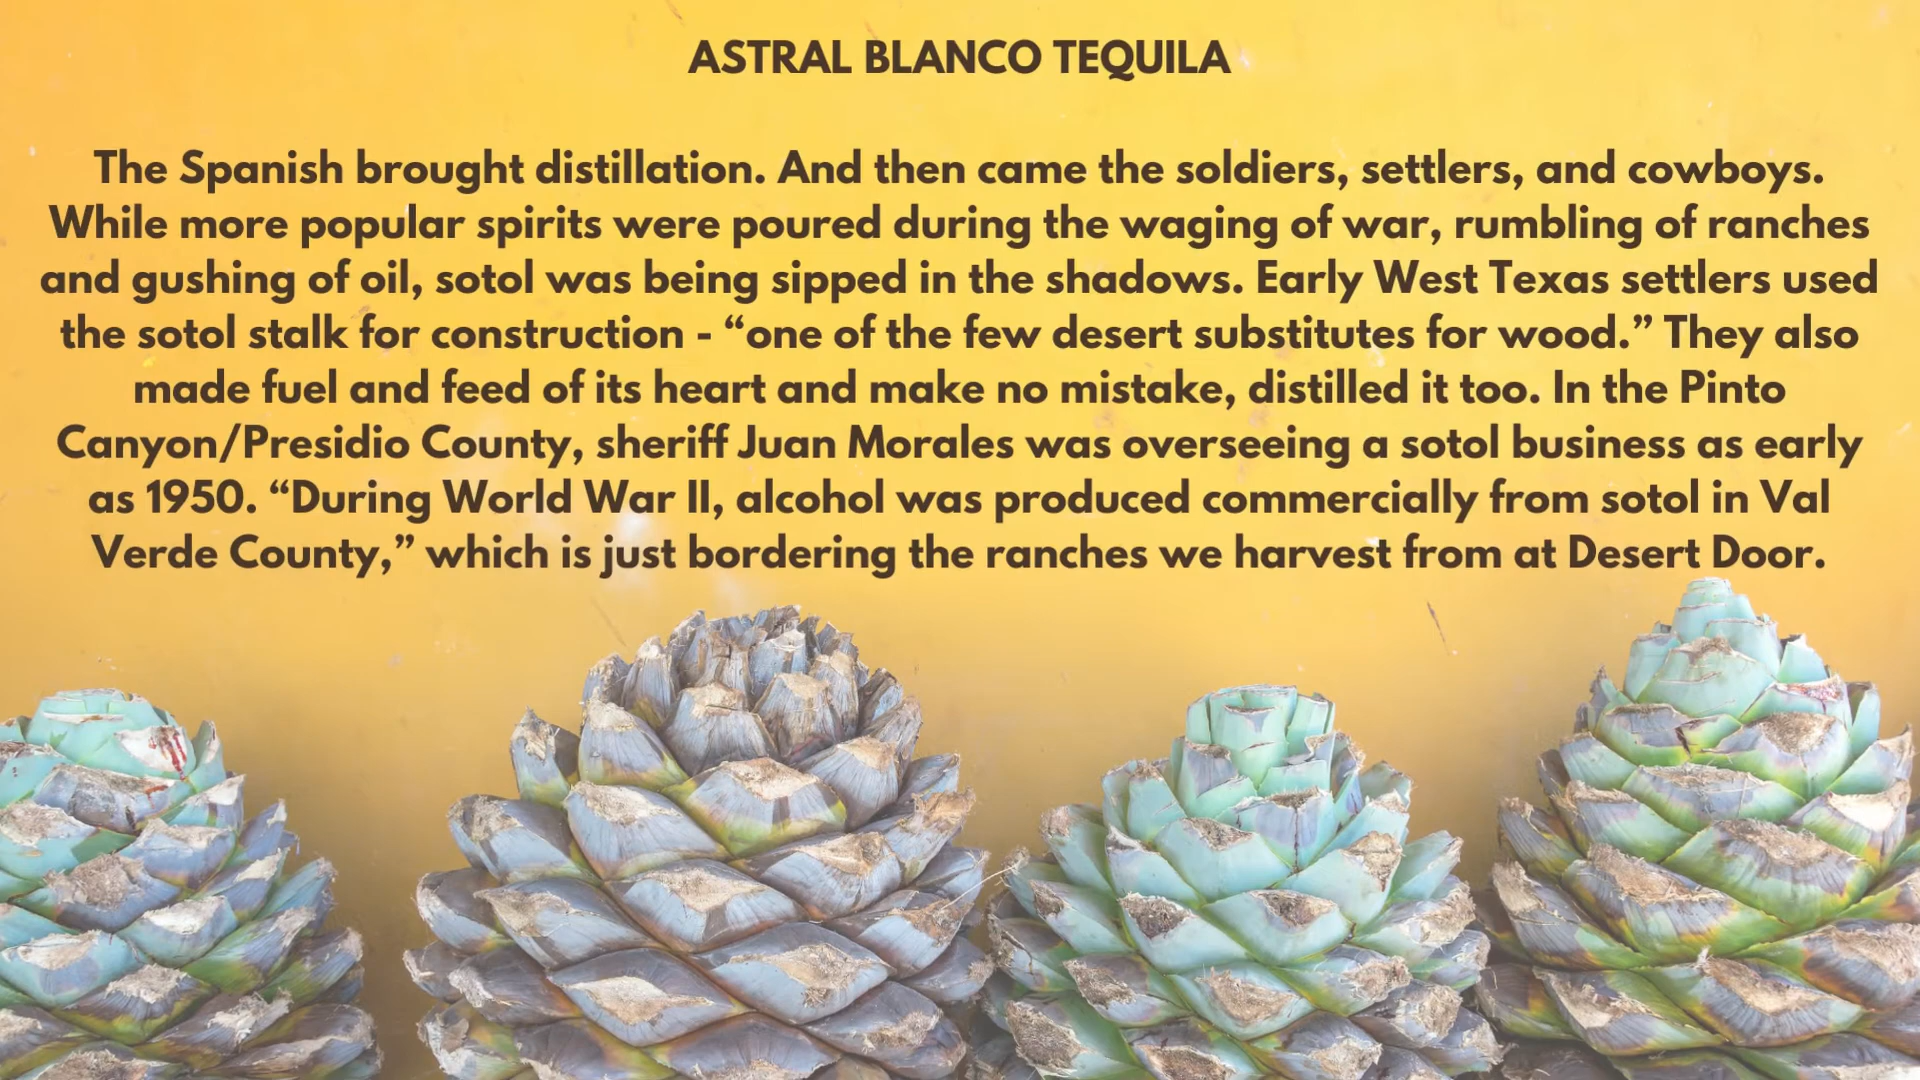 ASTRAL BLANCO TEQUILA
The Spanish brought distillation. And then came the soldiers, settlers, and cowboys.
While more popular spirits were poured during the waging of war, rumbling of ranches
and gushing of oil, sotol was being sipped in the shadows. Early West Texas settlers used
the sotol stalk for construction - “one of the few desert substitutes for wood.” They also
made fuel and feed of its heart and make no mistake, distilled it too. In the Pinto
Canyon/Presidio County, sheriff Juan Morales was overseeing a sotol business as early
as 1950. “During World War II, alcohol was produced commercially from sotol in Val
Verde County,” which is just bordering the ranches we harvest from at Desert Door.